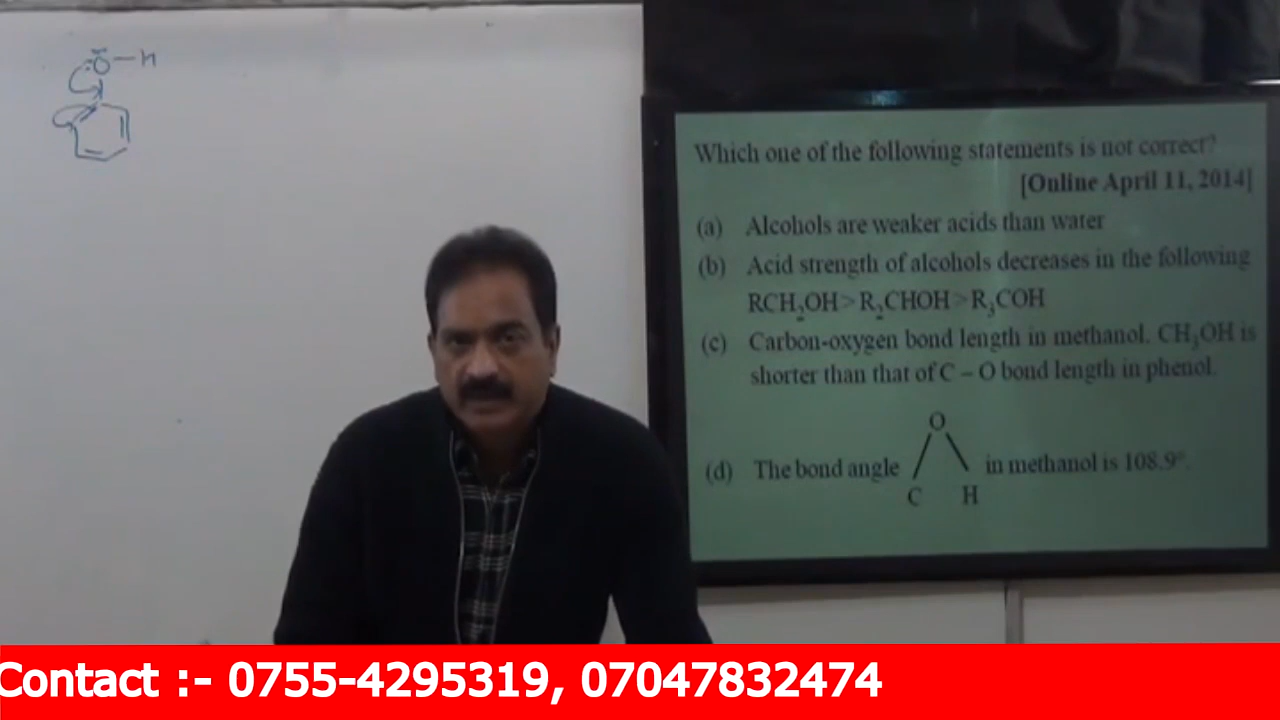 Ö — H
Which one of the following statements is not correct?
[Online April 11, 2014]
(a) Alcohols are weaker acids than water
(b) Acid strength of alcohols decreases in the following
RCH₂OH > R₂CHOH > R₃COH
(c) Carbon-oxygen bond length in methanol. CH₃OH is
shorter than that of C – O bond length in phenol.
O
(d) The bond angle / \ in methanol is 108.9°.
C H
Contact :- 0755-4295319, 07047832474